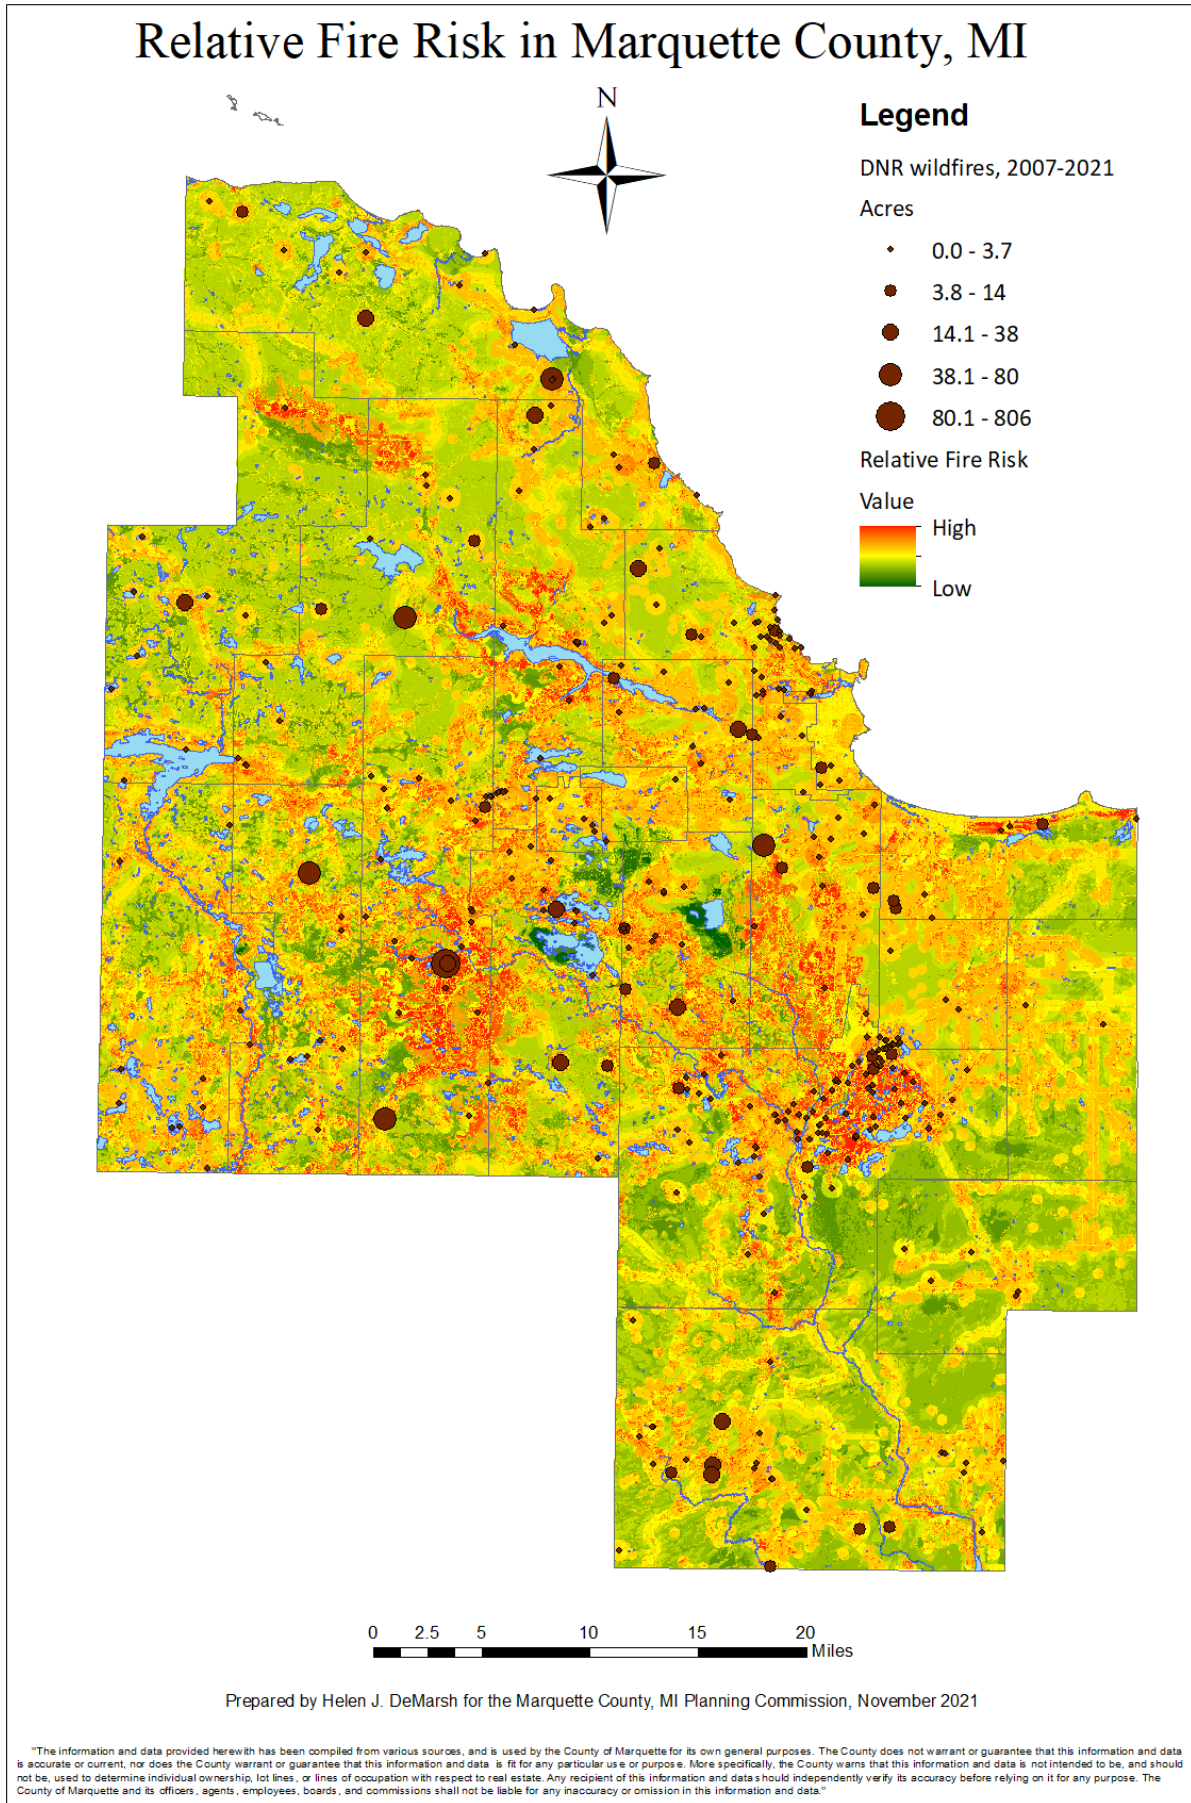 Relative Fire Risk in Marquette County, MI
N
Legend
DNR wildfires, 2007-2021
Acres
0.0 - 3.7
3.8 - 14
14.1 - 38
38.1 - 80
80.1 - 806
Relative Fire Risk
Value
High
Low
0 2.5 5 10 15 20
Miles
Prepared by Helen J. DeMarsh for the Marquette County, MI Planning Commission, November 2021
"The information and data provided herewith has been compiled from various sources, and is used by the County of Marquette for its own general purposes. The County does not warrant or guarantee that this information and data
is accurate or current, nor does the County warrant or guarantee that this information and data is fit for any particular use or purpose. More specifically, the County warns that this information and data is not intended to be, and should
not be, used to determine individual ownership, lot lines, or lines of occupation with respect to real estate. Any recipient of this information and data should independently verify its accuracy before relying on it for any purpose. The
County of Marquette and its officers, agents, employees, boards, and commissions shall not be liable for any inaccuracy or omission in this information and data."